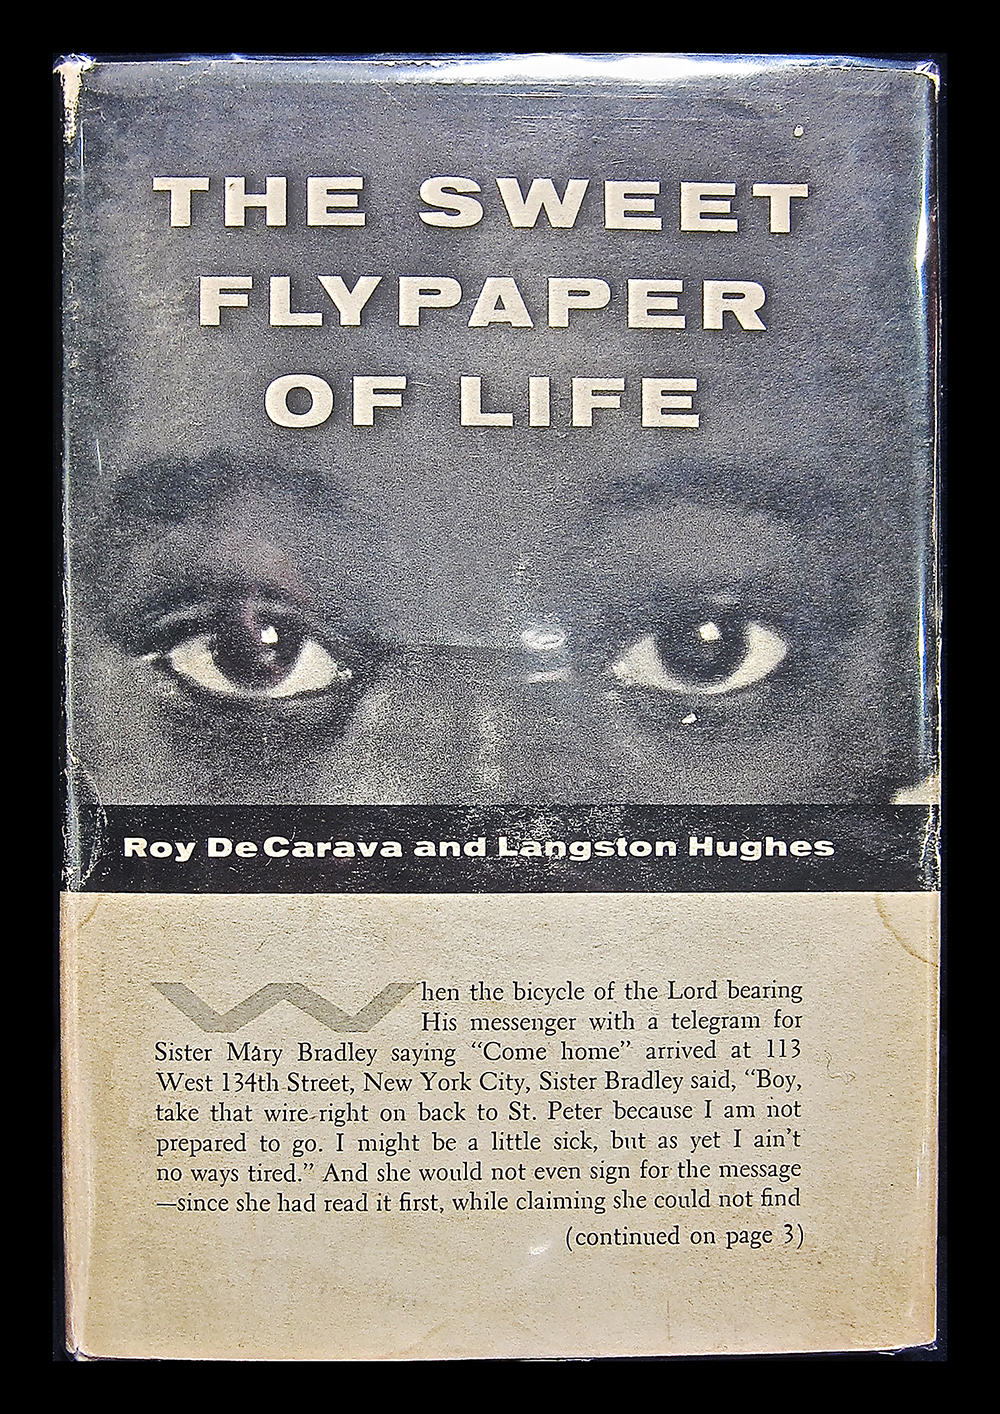 THE SWEET
FLYPAPER
OF LIFE
Roy DeCarava and Langston Hughes
When the bicycle of the Lord bearing
His messenger with a telegram for
Sister Mary Bradley saying “Come home” arrived at 113
West 134th Street, New York City, Sister Bradley said, “Boy,
take that wire right on back to St. Peter because I am not
prepared to go. I might be a little sick, but as yet I ain’t
no ways tired.” And she would not even sign for the message
—since she had read it first, while claiming she could not find
(continued on page 3)